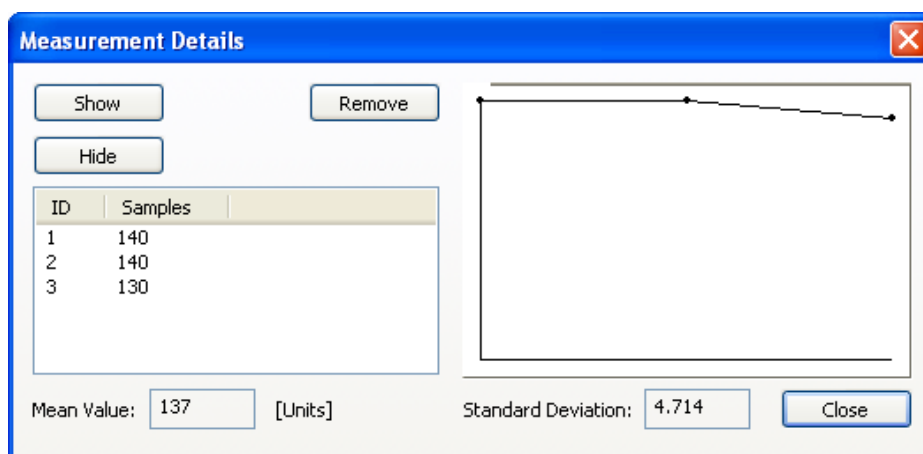 Measurement Details
Show
Remove
Hide
ID Samples
1 140
2 140
3 130
Mean Value: 137 [Units]
Standard Deviation: 4.714
Close